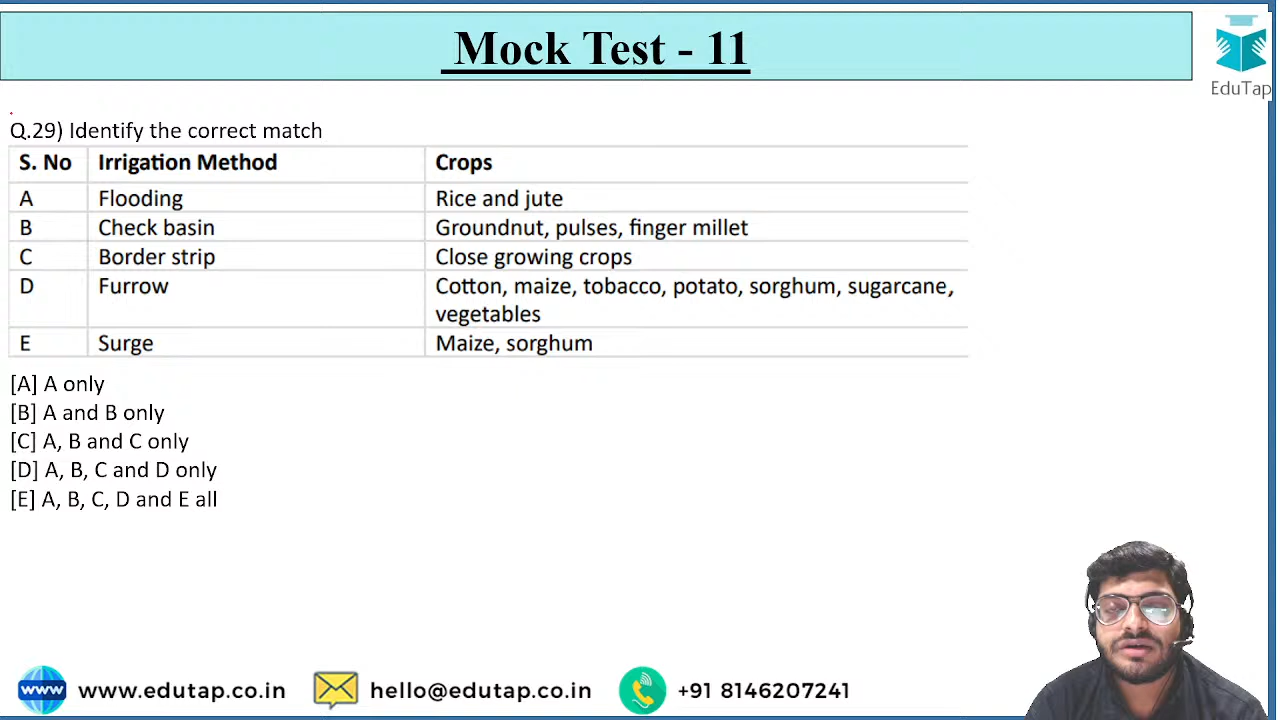 Mock Test - 11
EduTap
Q.29) Identify the correct match
S. No Irrigation Method Crops
A Flooding Rice and jute
B Check basin Groundnut, pulses, finger millet
C Border strip Close growing crops
D Furrow Cotton, maize, tobacco, potato, sorghum, sugarcane,
vegetables
E Surge Maize, sorghum
[A] A only
[B] A and B only
[C] A, B and C only
[D] A, B, C and D only
[E] A, B, C, D and E all
www www.edutap.co.in hello@edutap.co.in +91 8146207241